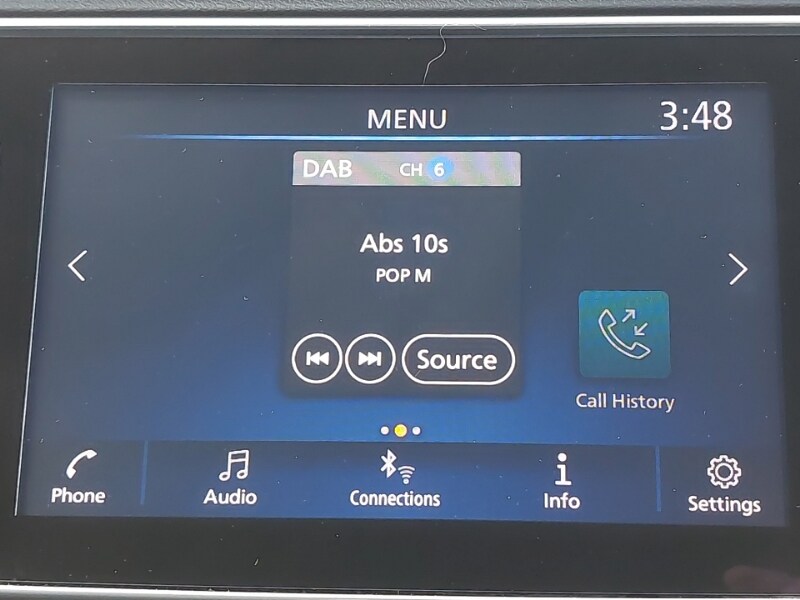 MENU
3:48
DAB CH 6
Abs 10s
POP M
Source
Call History
Phone
Audio
Connections
Info
Settings